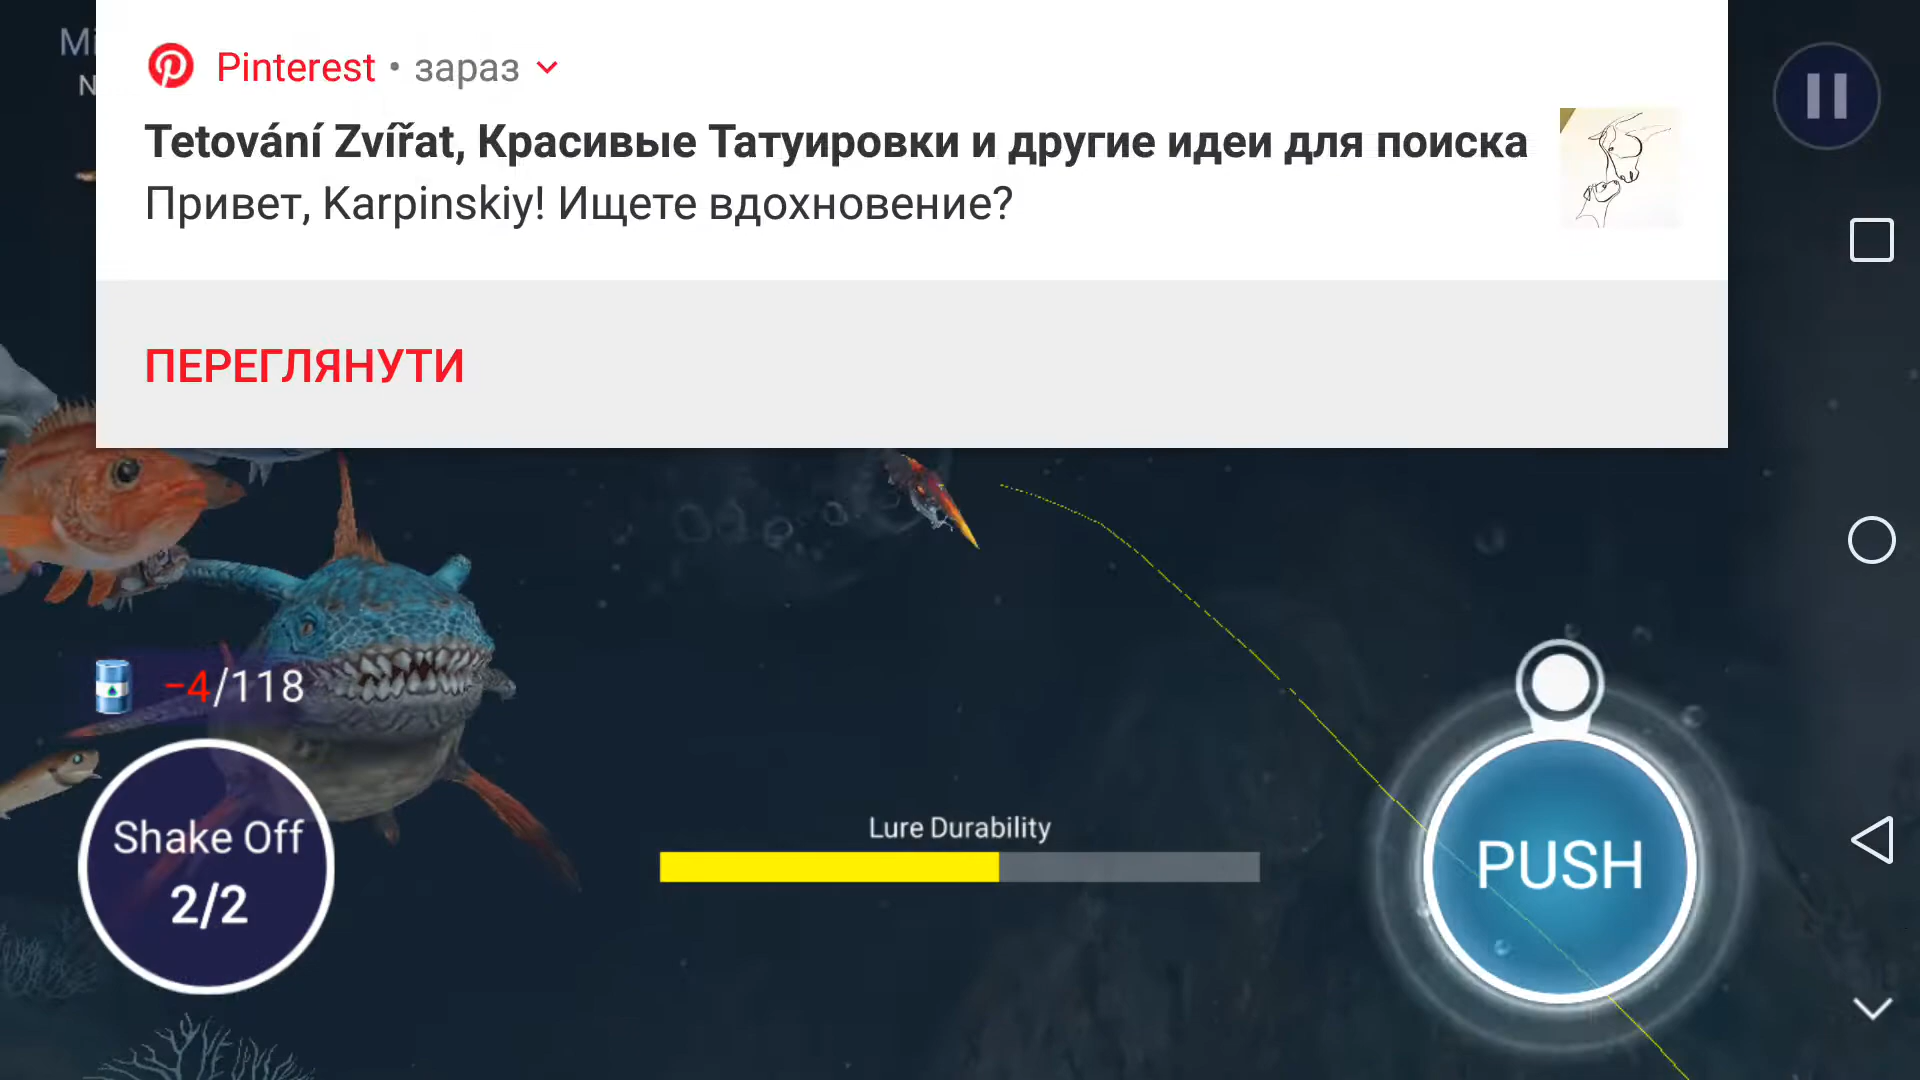 Pinterest • зараз
Tetování Zvířat, Красивые Татуировки и другие идеи для поиска
Привет, Karpinskiy! Ищете вдохновение?
ПЕРЕГЛЯНУТИ
-4/118
Shake Off
2/2
Lure Durability
PUSH